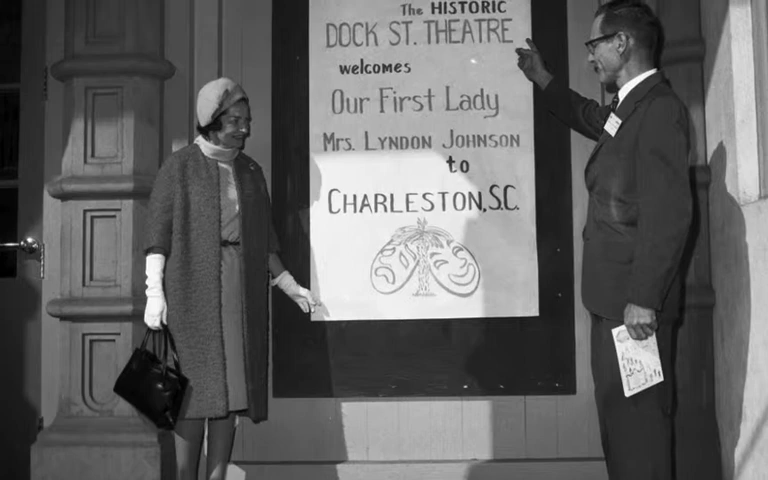 The HISTORIC
DOCK ST. THEATRE
welcomes
Our First Lady
MRS. LYNDON JOHNSON
to
CHARLESTON, S.C.